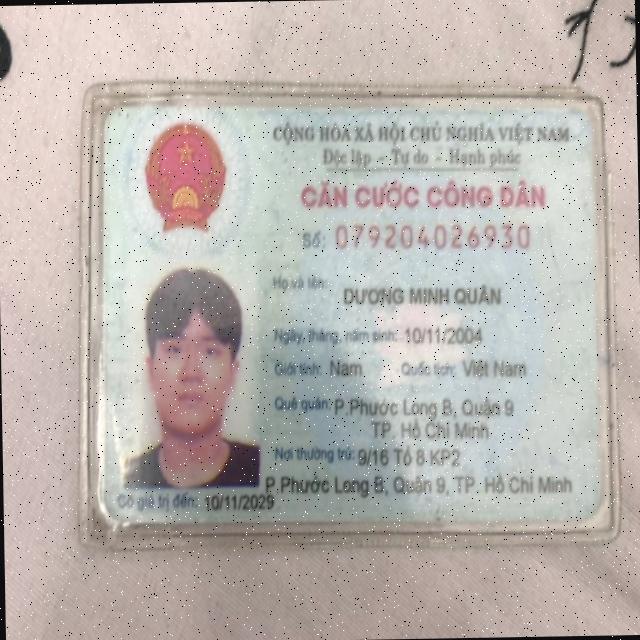 CỘNG HÒA XÃ HỘI CHỦ NGHĨA VIỆT NAM
Độc lập - Tự do - Hạnh phúc
CĂN CƯỚC CÔNG DÂN
Số: 079204026930
Họ và tên:
DƯƠNG MINH QUÂN
Ngày, tháng, năm sinh: 10/11/2004
Giới tính: Nam Quốc tịch: Việt Nam
Quê quán: P.Phước Long B, Quận 9
TP. Hồ Chí Minh
Nơi thường trú: 9/16 Tổ 8 KP2
P.Phước Long B, Quận 9, TP. Hồ Chí Minh
Có giá trị đến: 10/11/2029